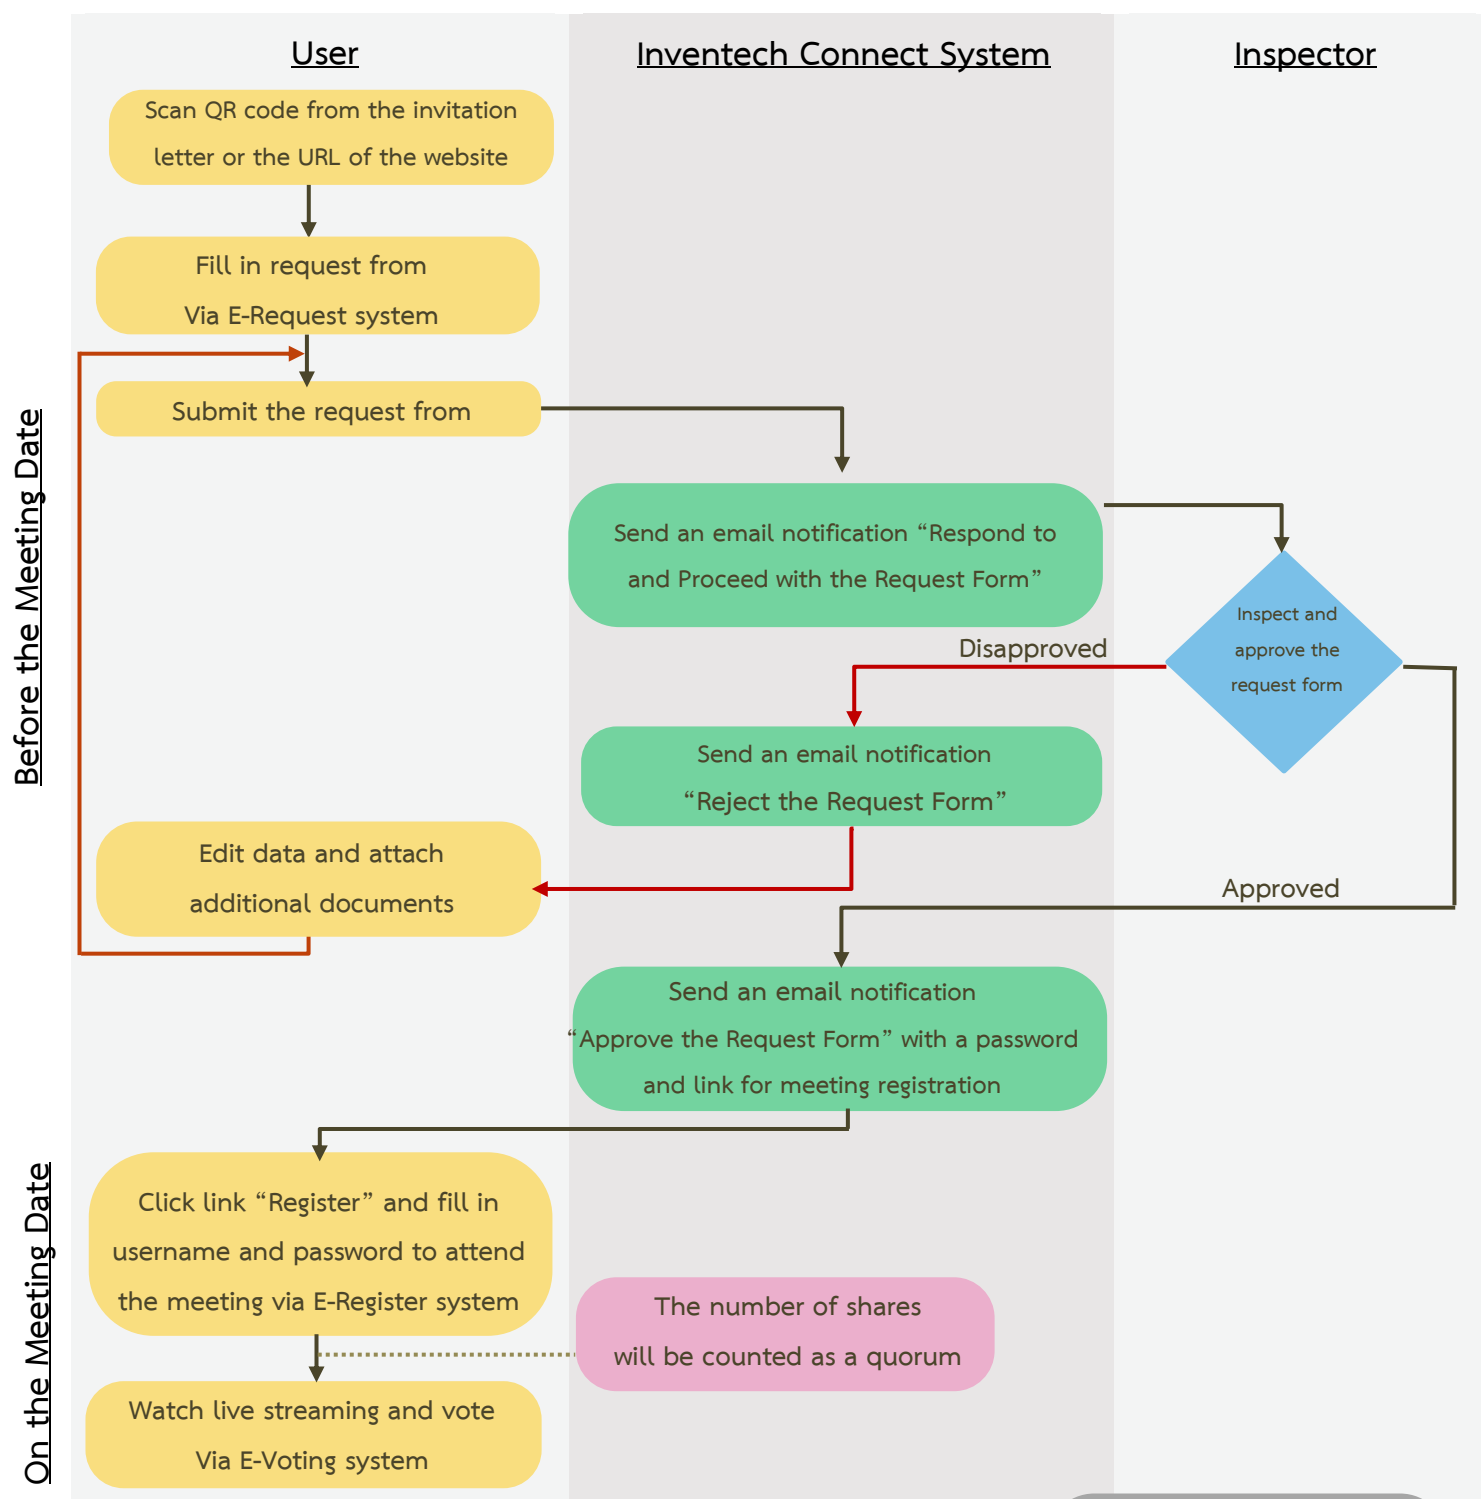 User
Inventech Connect System
Inspector
Scan QR code from the invitation
letter or the URL of the website
Fill in request from
Via E-Request system
Submit the request from
Before the Meeting Date
Send an email notification “Respond to
and Proceed with the Request Form”
Inspect and
approve the
request form
Disapproved
Send an email notification
“Reject the Request Form”
Edit data and attach
additional documents
Approved
Send an email notification
“Approve the Request Form” with a password
and link for meeting registration
On the Meeting Date
Click link “Register” and fill in
username and password to attend
the meeting via E-Register system
The number of shares
will be counted as a quorum
Watch live streaming and vote
Via E-Voting system